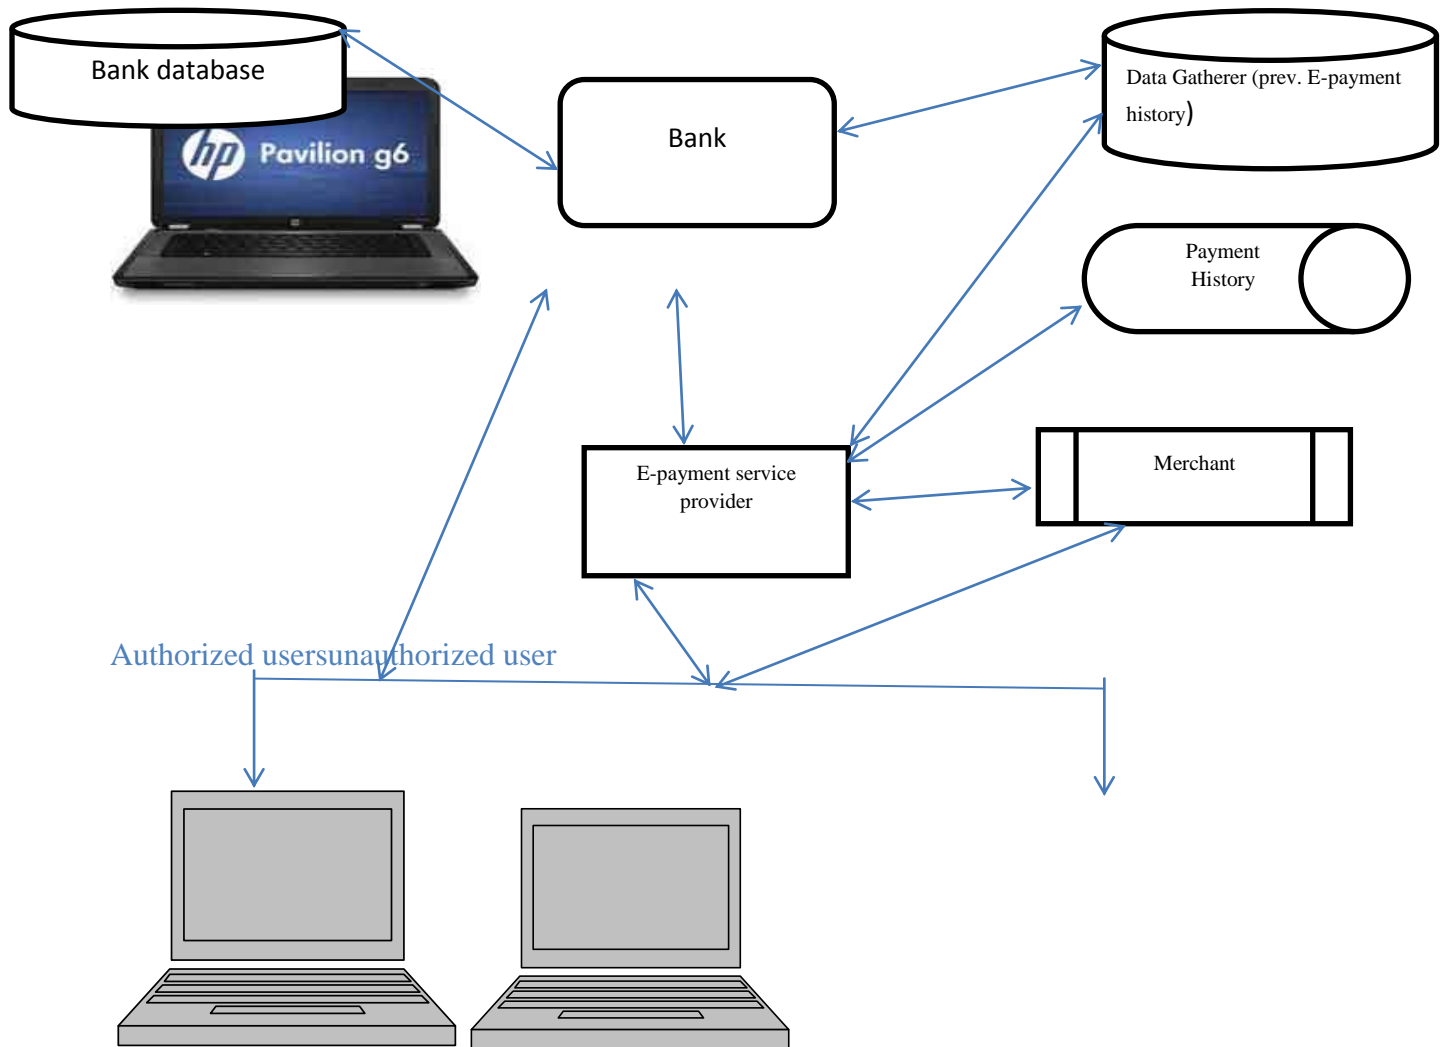 Bank database
hp Pavilion g6
Bank
Data Gatherer (prev. E-payment
history)
Payment
History
E-payment service
provider
Merchant
Authorized usersunauthorized user